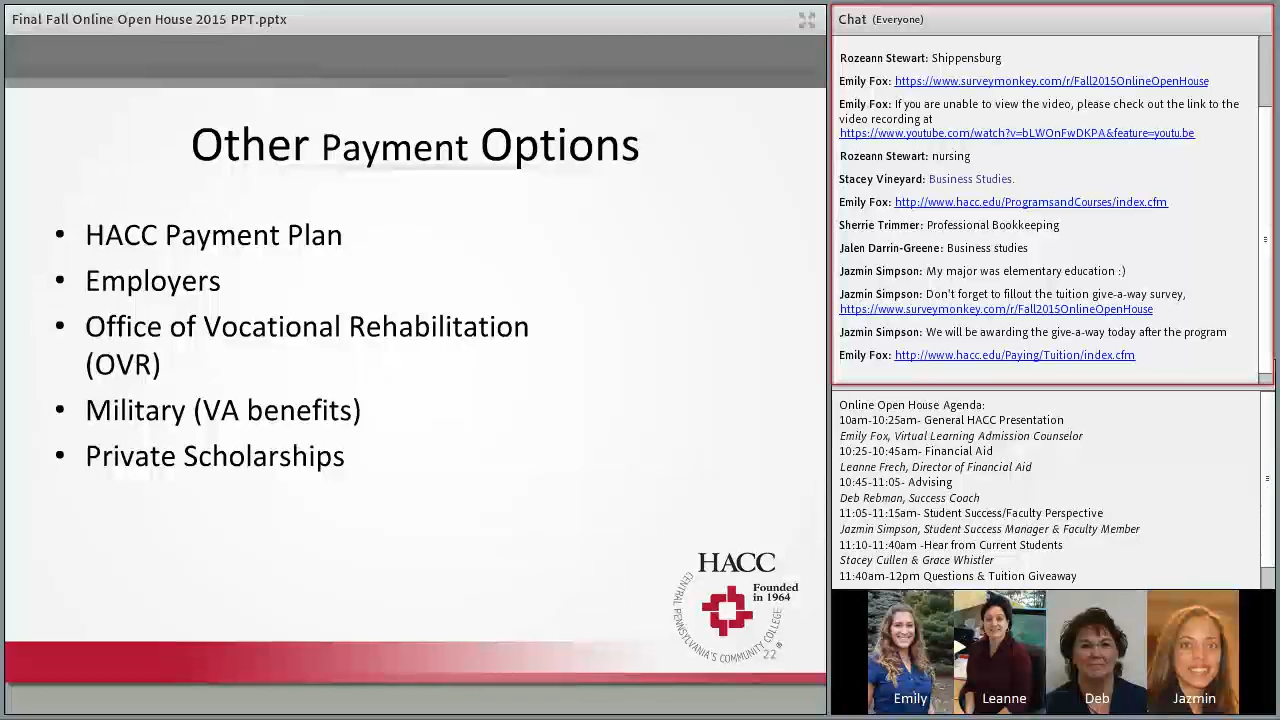 Final Fall Online Open House 2015 PPT.pptx
Other Payment Options
• HACC Payment Plan
• Employers
• Office of Vocational Rehabilitation
(OVR)
• Military (VA benefits)
• Private Scholarships
HACC
Founded
in 1964
CENTRAL PENNSYLVANIA'S COMMUNITY COLLEGE
22
Chat (Everyone)
Rozeann Stewart: Shippensburg
Emily Fox: https://www.surveymonkey.com/r/Fall2015OnlineOpenHouse
Emily Fox: If you are unable to view the video, please check out the link to the
video recording at
https://www.youtube.com/watch?v=bLWOnFwDKPA&feature=youtu.be
Rozeann Stewart: nursing
Stacey Vineyard: Business Studies.
Emily Fox: http://www.hacc.edu/ProgramsandCourses/index.cfm
Sherrie Trimmer: Professional Bookkeeping
Jalen Darrin-Greene: Business studies
Jazmin Simpson: My major was elementary education :)
Jazmin Simpson: Don't forget to fillout the tuition give-a-way survey,
https://www.surveymonkey.com/r/Fall2015OnlineOpenHouse
Jazmin Simpson: We will be awarding the give-a-way today after the program
Emily Fox: http://www.hacc.edu/Paying/Tuition/index.cfm
Online Open House Agenda:
10am-10:25am- General HACC Presentation
Emily Fox, Virtual Learning Admission Counselor
10:25-10:45am- Financial Aid
Leanne Frech, Director of Financial Aid
10:45-11:05- Advising
Deb Rebman, Success Coach
11:05-11:15am- Student Success/Faculty Perspective
Jazmin Simpson, Student Success Manager & Faculty Member
11:10-11:40am -Hear from Current Students
Stacey Cullen & Grace Whistler
11:40am-12pm Questions & Tuition Giveaway
Emily
Leanne
Deb
Jazmin